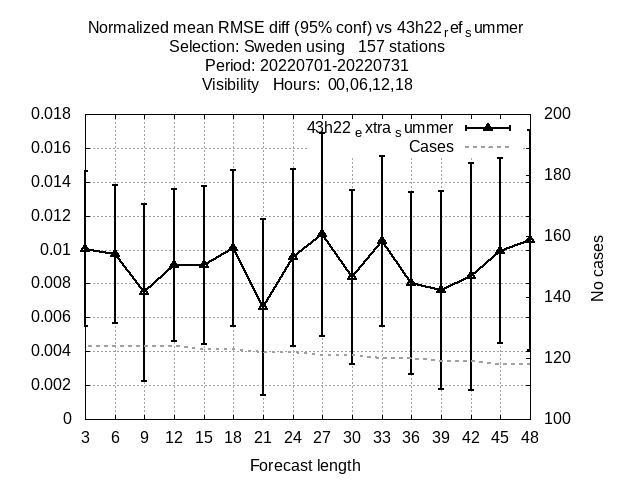 Normalized mean RMSE diff (95% conf) vs 43h22refsummer
Selection: Sweden using   157 stations
Period: 20220701-20220731
Visibility   Hours:  00,06,12,18
0.018
0.016
0.014
0.012
0.01
0.008
0.006
0.004
0.002
0
200
180
160
140
120
100
No cases
43h22extrasummer
Cases
3 6 9 12 15 18 21 24 27 30 33 36 39 42 45 48
Forecast length